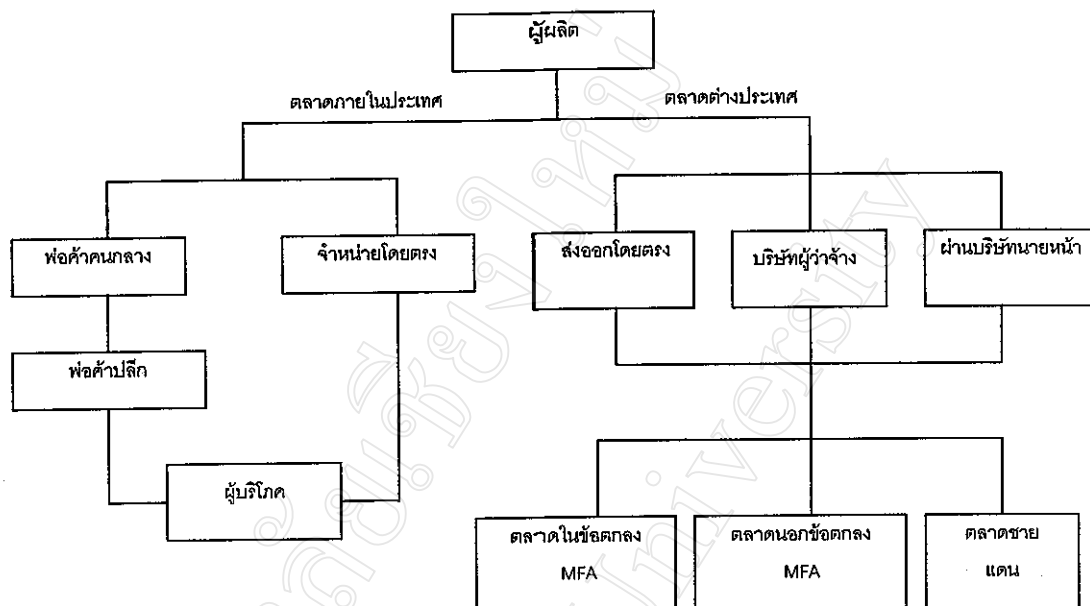 ผู้ผลิต
ตลาดภายในประเทศ
ตลาดต่างประเทศ
พ่อค้าคนกลาง
จำหน่ายโดยตรง
ส่งออกโดยตรง
บริษัทผู้ว่าจ้าง
ผ่านบริษัทนายหน้า
พ่อค้าปลีก
ผู้บริโภค
ตลาดในข้อตกลง
MFA
ตลาดนอกข้อตกลง
MFA
ตลาดชาย
แดน
University